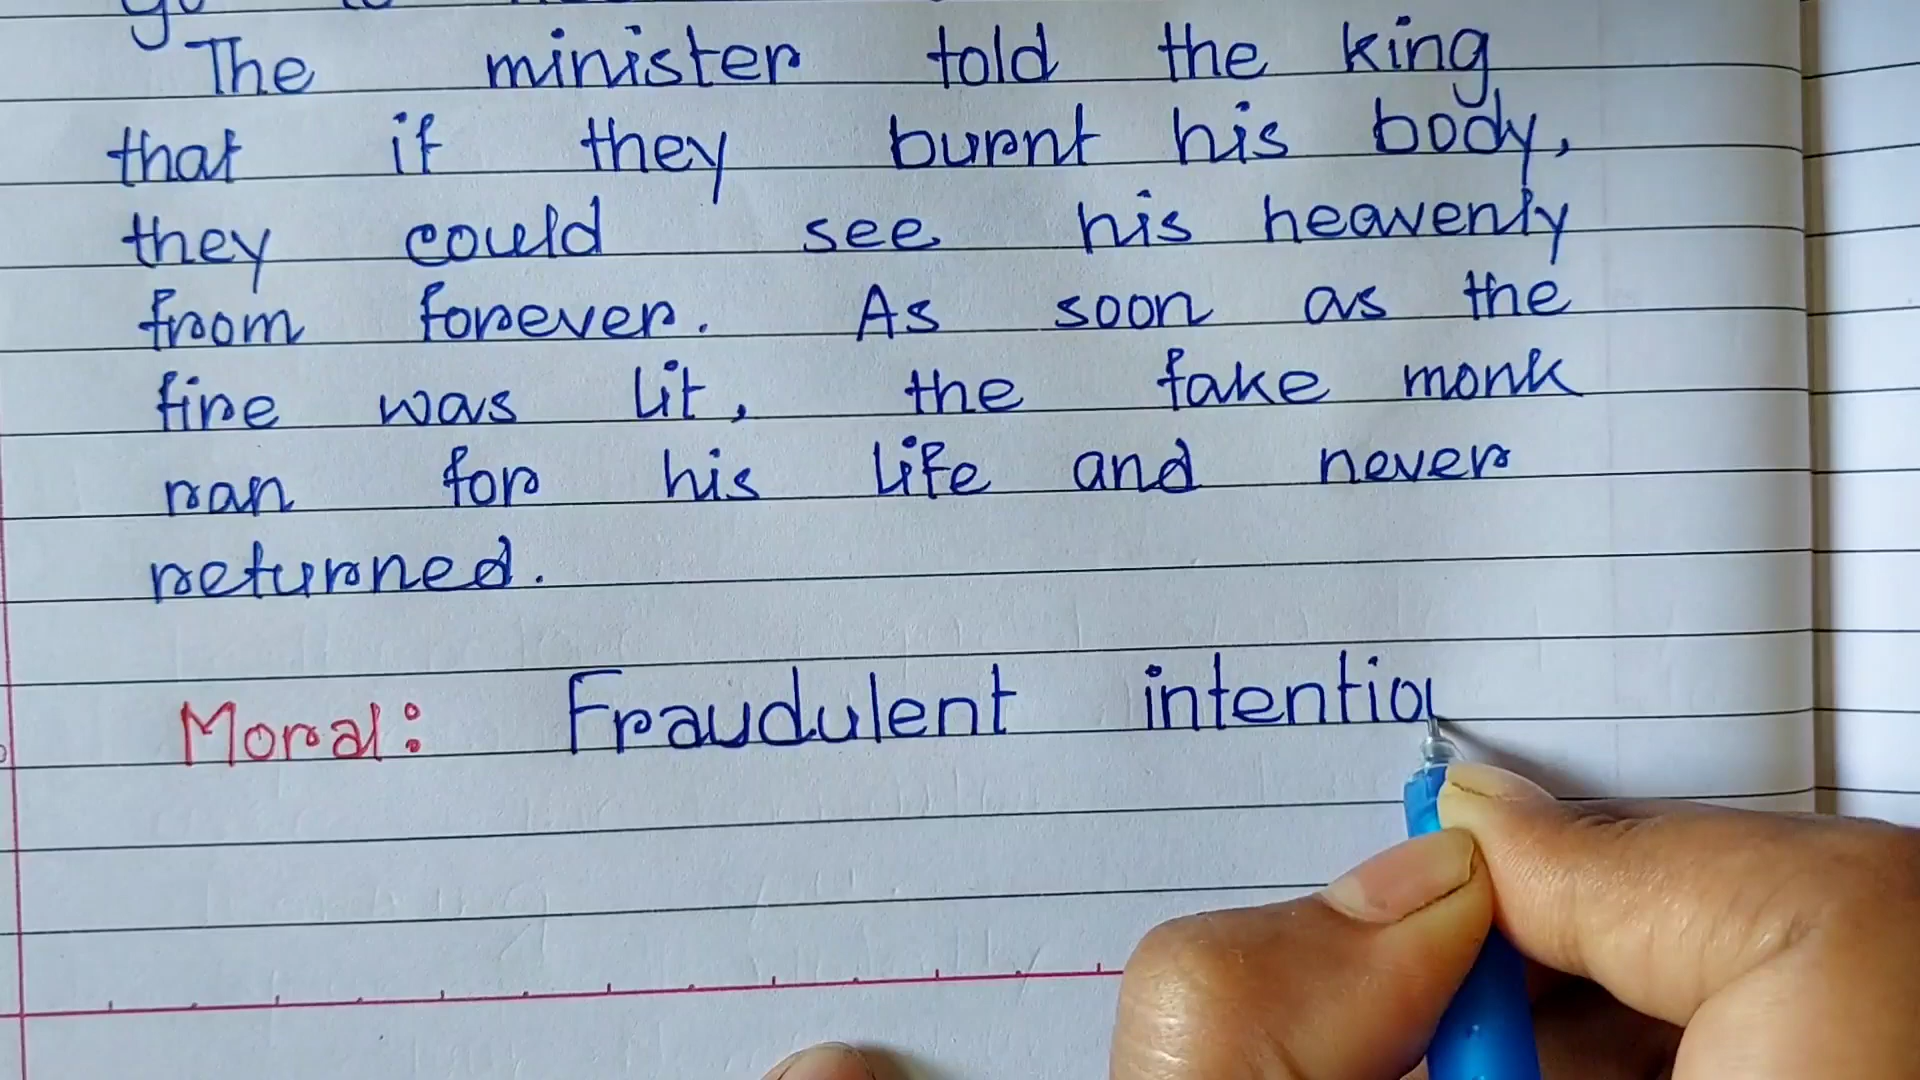 go to
The minister told the king
that if they burnt his body,
they could see his heavenly
from forever. As soon as the
fire was lit, the fake monk
ran for his life and never
returned.
Moral: Fraudulent intentio